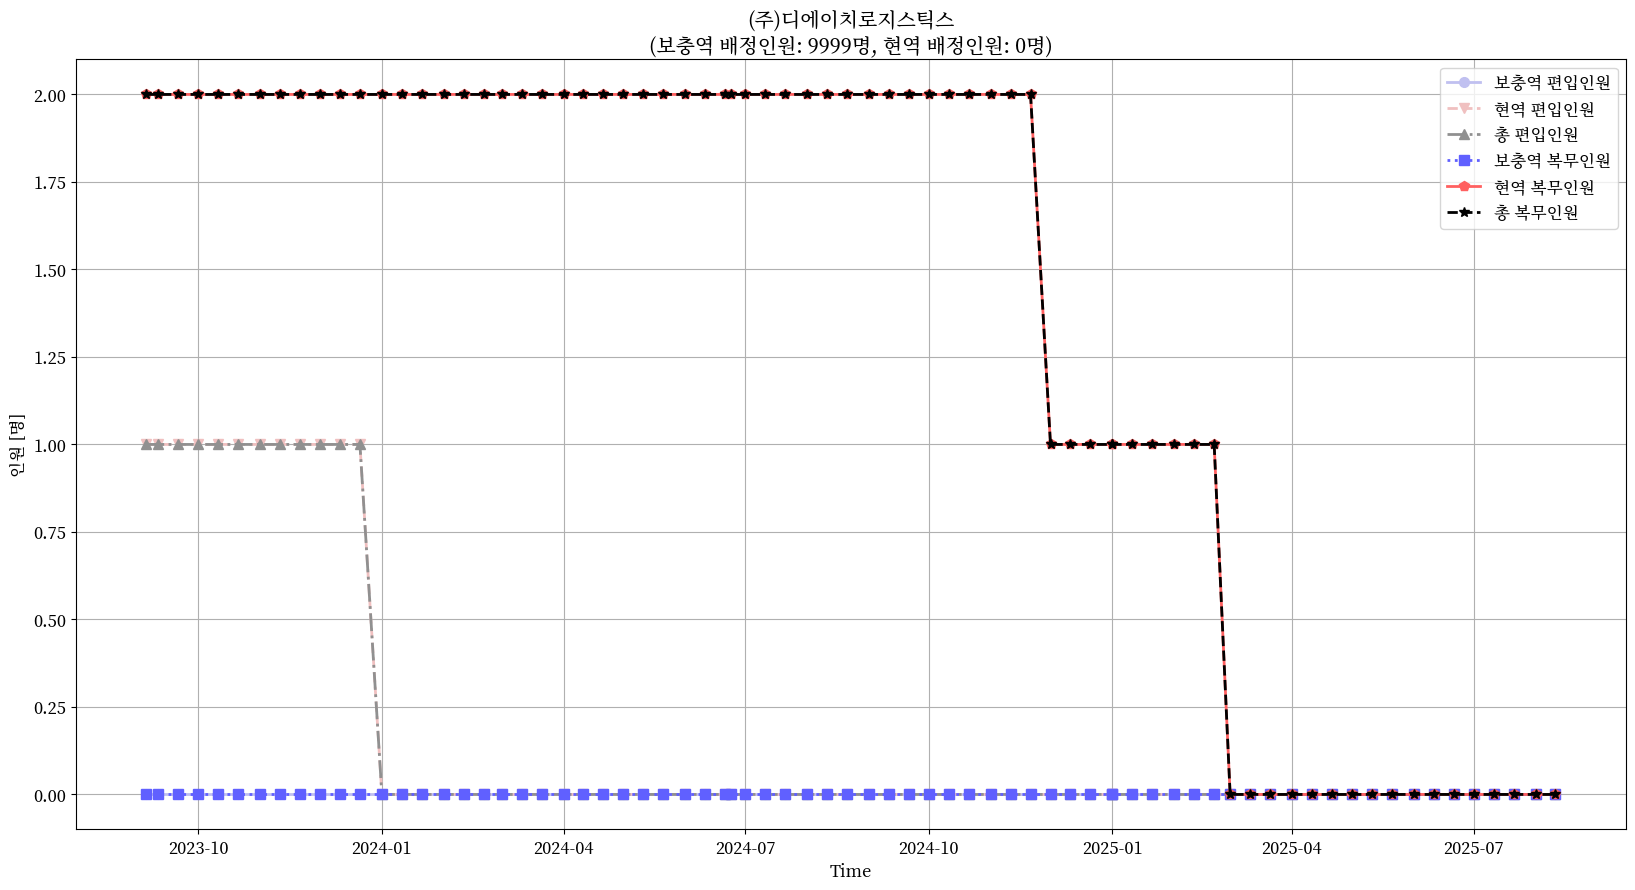 (주)디에이치로지스틱스
(보충역 배정인원: 9999명, 현역 배정인원: 0명)
보충역 편입인원
현역 편입인원
총 편입인원
보충역 복무인원
현역 복무인원
총 복무인원
2.00
1.75
1.50
1.25
1.00
0.75
0.50
0.25
0.00
인원 [명]
2023-10
2024-01
2024-04
2024-07
2024-10
2025-01
2025-04
2025-07
Time